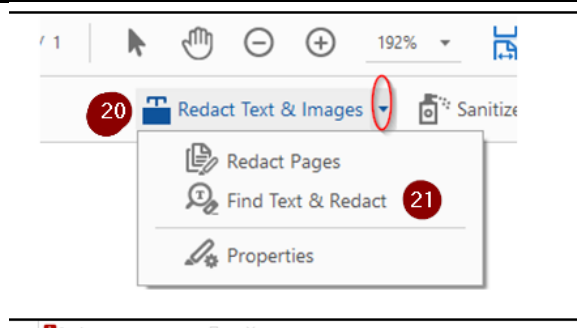 / 1 192%
20 Redact Text & Images Sanitize
Redact Pages
Find Text & Redact 21
Properties